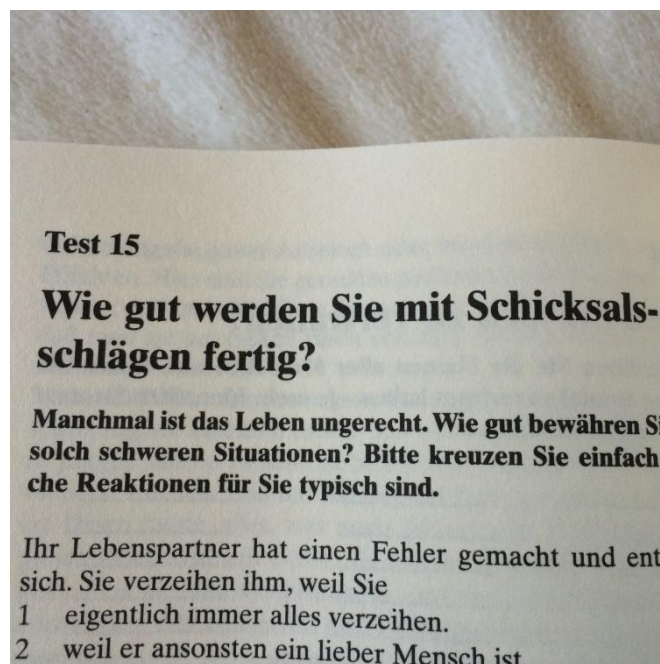 Test 15
Wie gut werden Sie mit Schicksals-
schlägen fertig?
Manchmal ist das Leben ungerecht. Wie gut bewähren
solch schweren Situationen? Bitte kreuzen Sie einfach
che Reaktionen für Sie typisch sind.
Ihr Lebenspartner hat einen Fehler gemacht und
sich. Sie verzeihen ihm, weil Sie
1 eigentlich immer alles verzeihen.
2 weil er ansonsten ein lieber Mensch ist